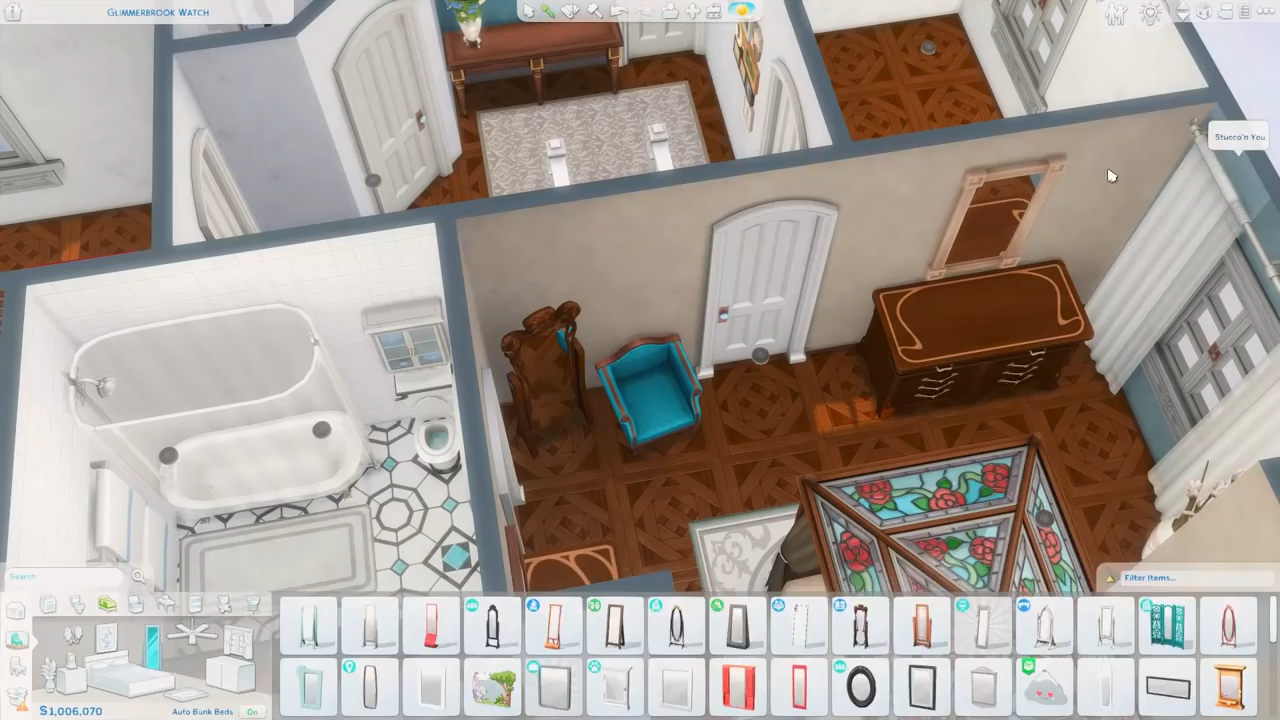 Glimmerbrook Watch
Stucco'n You
Search
Filter Items...
$1,006,070
Auto Bunk Beds
On